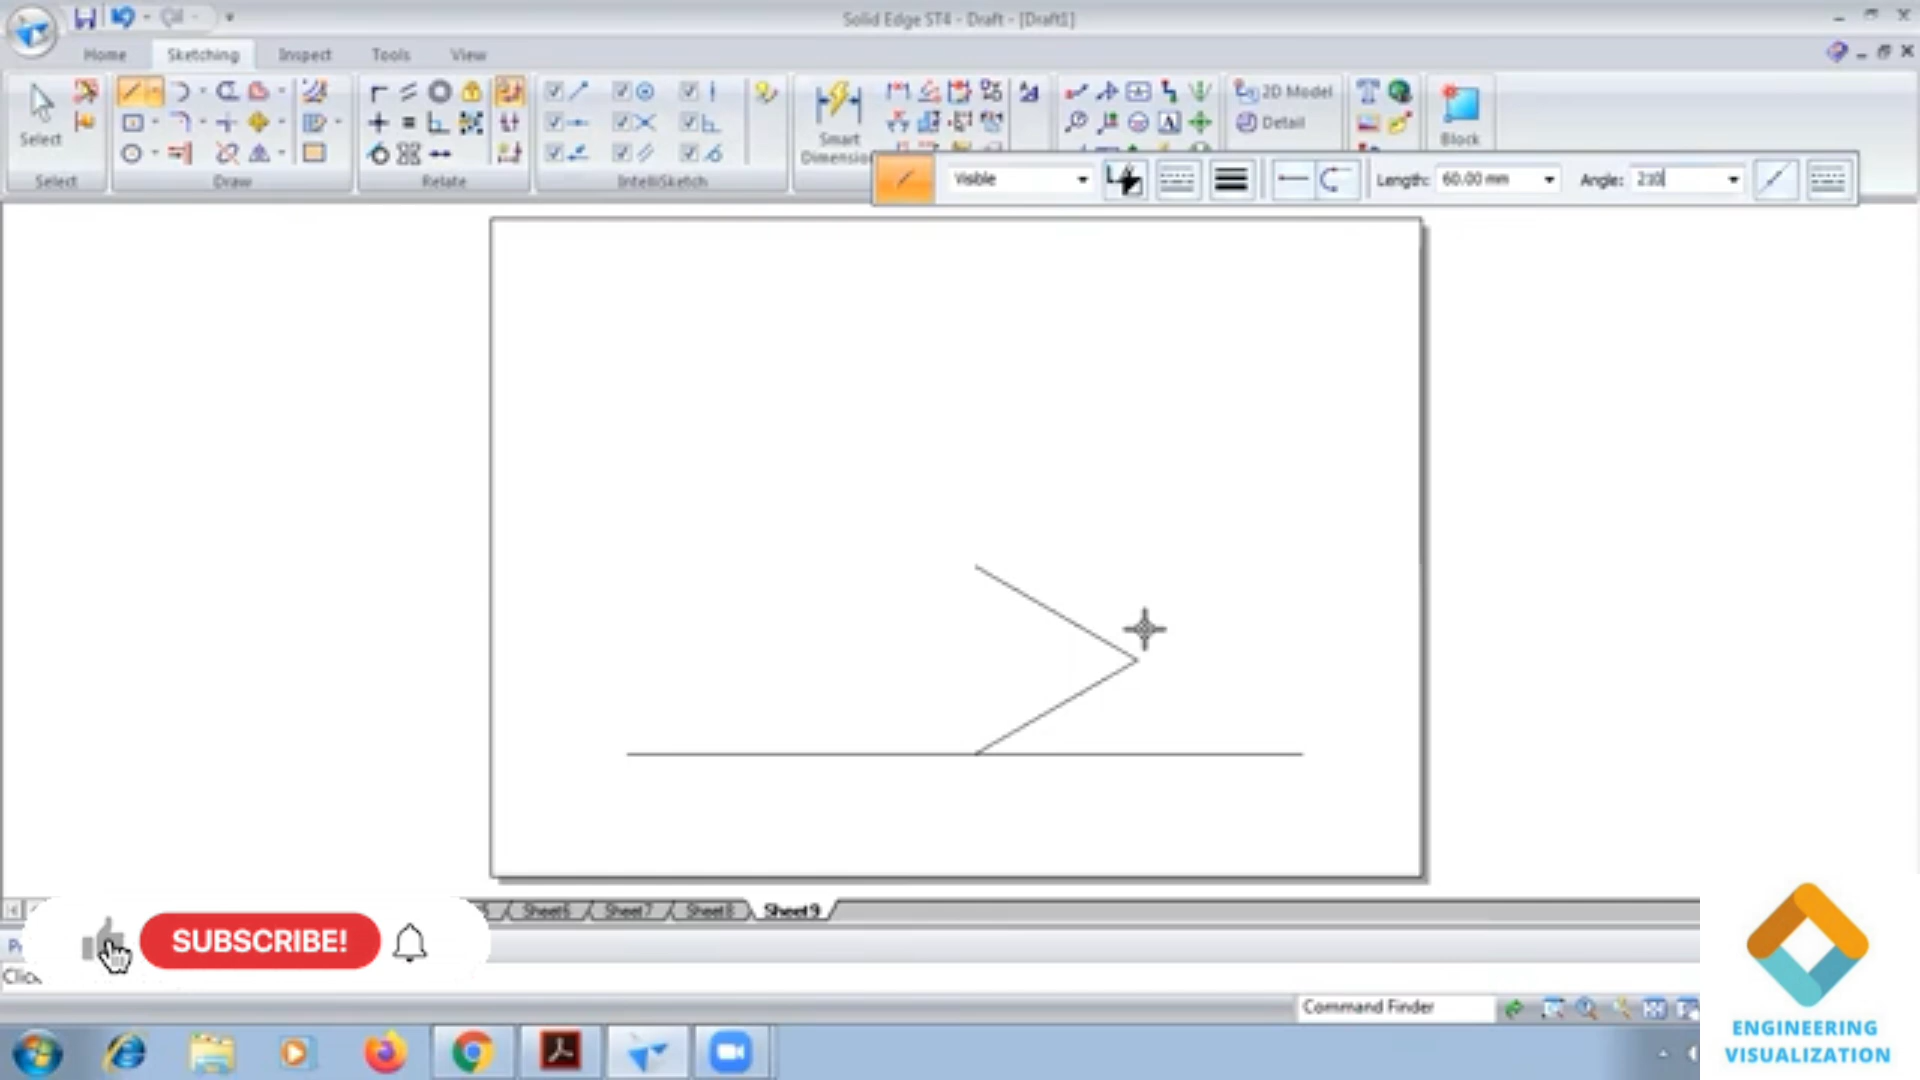 Solid Edge ST4 - Draft - [Draft1]
Home Sketching Inspect Tools View
Select
Smart
Dimension
2D Model
Detail
Block
Select Draw Relate IntelliSketch
Visible Length: 60.00 mm Angle: 210
Sheet6 Sheet7 Sheet8 Sheet9
SUBSCRIBE!
Command Finder
ENGINEERING
VISUALIZATION